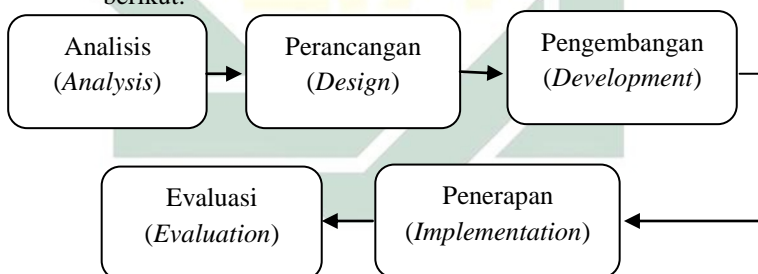 berikut:
Analisis
(Analysis)
Perancangan
(Design)
Pengembangan
(Development)
Penerapan
(Implementation)
Evaluasi
(Evaluation)